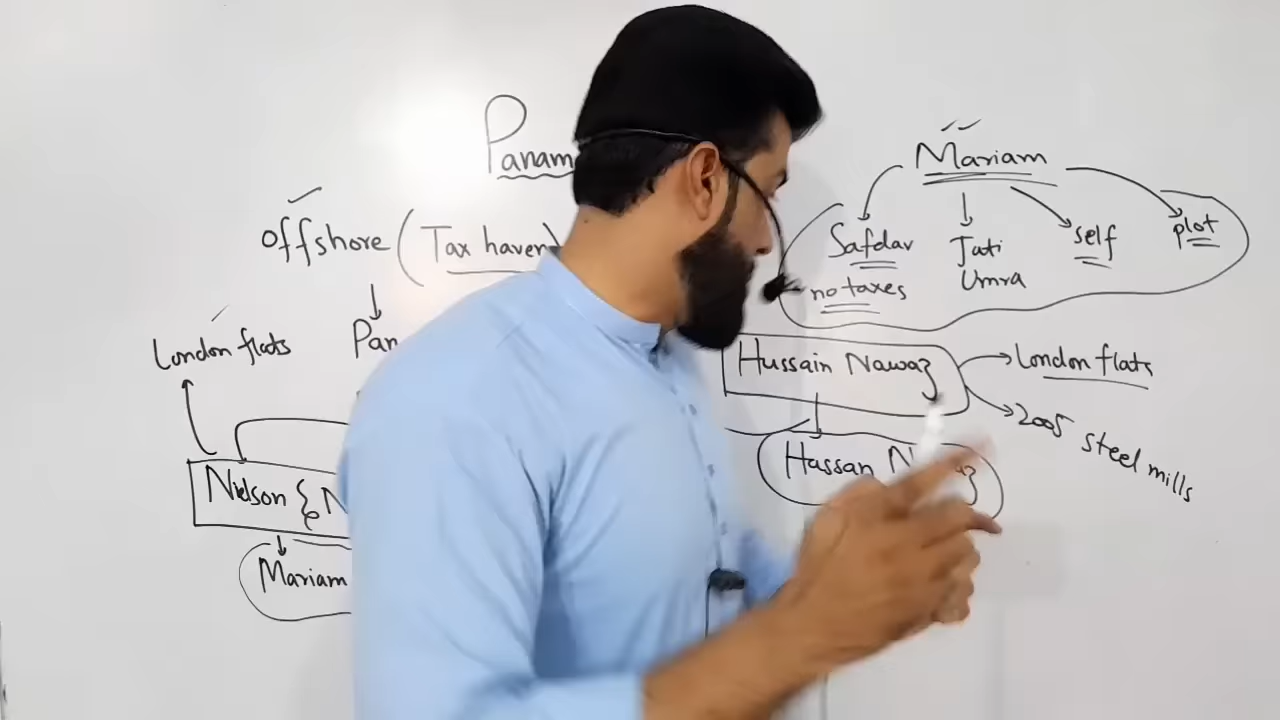 Panam
offshore (Tax haven)
Pan
London flats
Nielson & N
Mariam
Mariam
Safdar
no taxes
Jati
Umra
self
plot
Hussain Nawaz
London flats
2005 steel mills
Hassan N